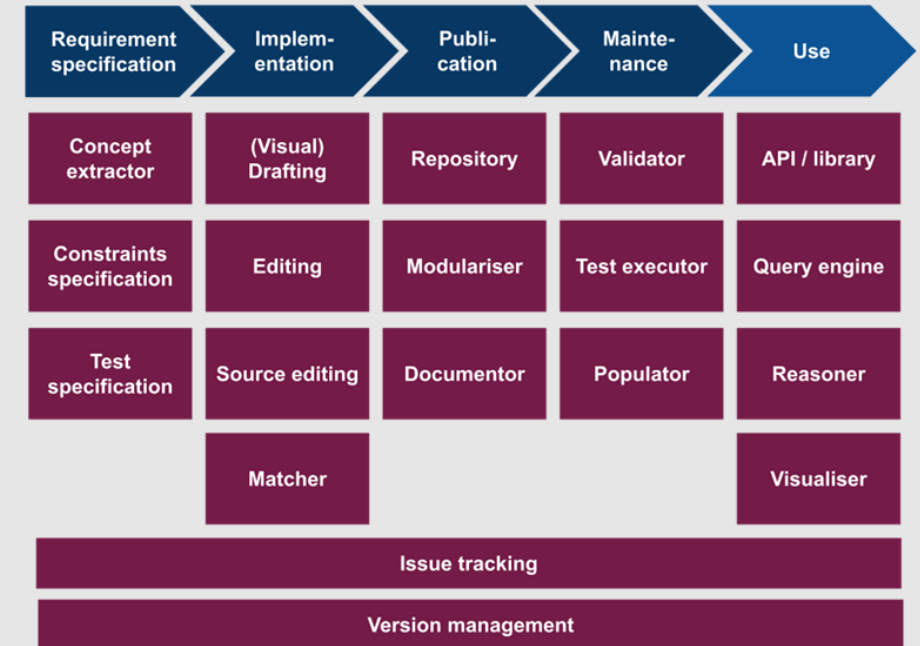 Requirement
specification
Implem-
entation
Publi-
cation
Mainte-
nance
Use
Concept
extractor
(Visual)
Drafting
Repository
Validator
API / library
Constraints
specification
Editing
Modulariser
Test executor
Query engine
Test
specification
Source editing
Documentor
Populator
Reasoner
Matcher
Visualiser
Issue tracking
Version management